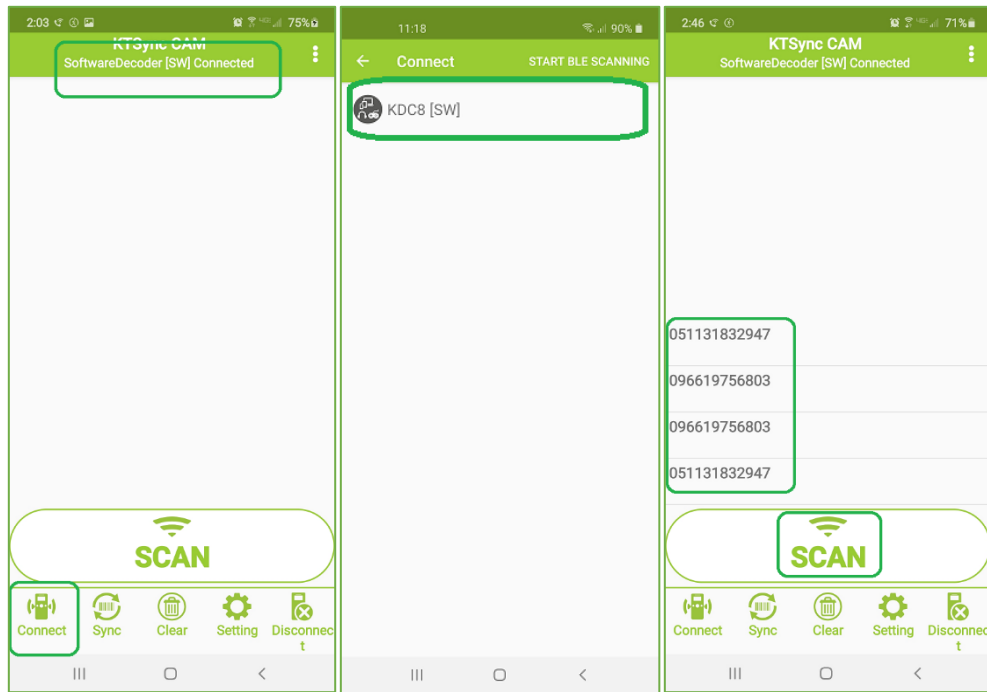 2:03 75%
KTSync CAM
SoftwareDecoder [SW] Connected
SCAN
Connect Sync Clear Setting Disconnec
t
11:18 90%
Connect START BLE SCANNING
KDC8 [SW]
2:46 71%
KTSync CAM
SoftwareDecoder [SW] Connected
051131832947
096619756803
096619756803
051131832947
SCAN
Connect Sync Clear Setting Disconnec
t